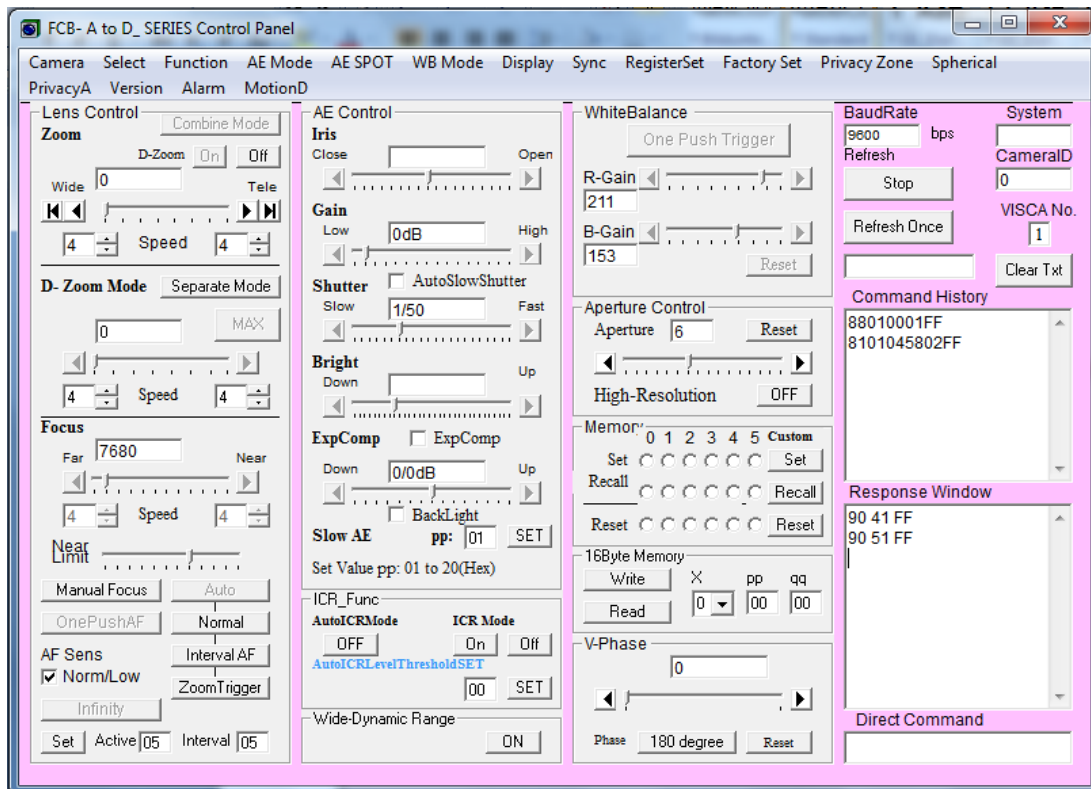 FCB- A to D_ SERIES Control Panel
Camera Select Function AE Mode AE SPOT WB Mode Display Sync RegisterSet Factory Set Privacy Zone Spherical
PrivacyA Version Alarm MotionD
Lens Control
Combine Mode
Zoom
D-Zoom On Off
Wide 0 Tele
4 Speed 4
D- Zoom Mode Separate Mode
0 MAX
4 Speed 4
Focus
Far 7680 Near
4 Speed 4
Near
Limit
Manual Focus Auto
OnePushAF Normal
AF Sens Interval AF
Norm/Low
ZoomTrigger
Infinity
Set Active 05 Interval 05
AE Control
Iris
Close Open
Gain
Low 0dB High
Shutter AutoSlowShutter
Slow 1/50 Fast
Bright
Down Up
ExpComp ExpComp
Down 0/0dB Up
BackLight
Slow AE pp: 01 SET
Set Value pp: 01 to 20(Hex)
ICR_Func
AutoICRMode ICR Mode
OFF On Off
AutoICRLevelThresholdSET
00 SET
Wide-Dynamic Range
ON
WhiteBalance
One Push Trigger
R-Gain
211
B-Gain
153
Reset
Aperture Control
Aperture 6 Reset
High-Resolution OFF
Memory
0 1 2 3 4 5 Custom
Set Set
Recall Recall
Reset Reset
16Byte Memory
Write X pp qq
Read 0 00 00
V-Phase
0
Phase 180 degree Reset
BaudRate System
9600 bps
Refresh CameraID
Stop 0
VISCA No.
Refresh Once 1
Clear Txt
Command History
88010001FF
8101045802FF
Response Window
90 41 FF
90 51 FF
Direct Command